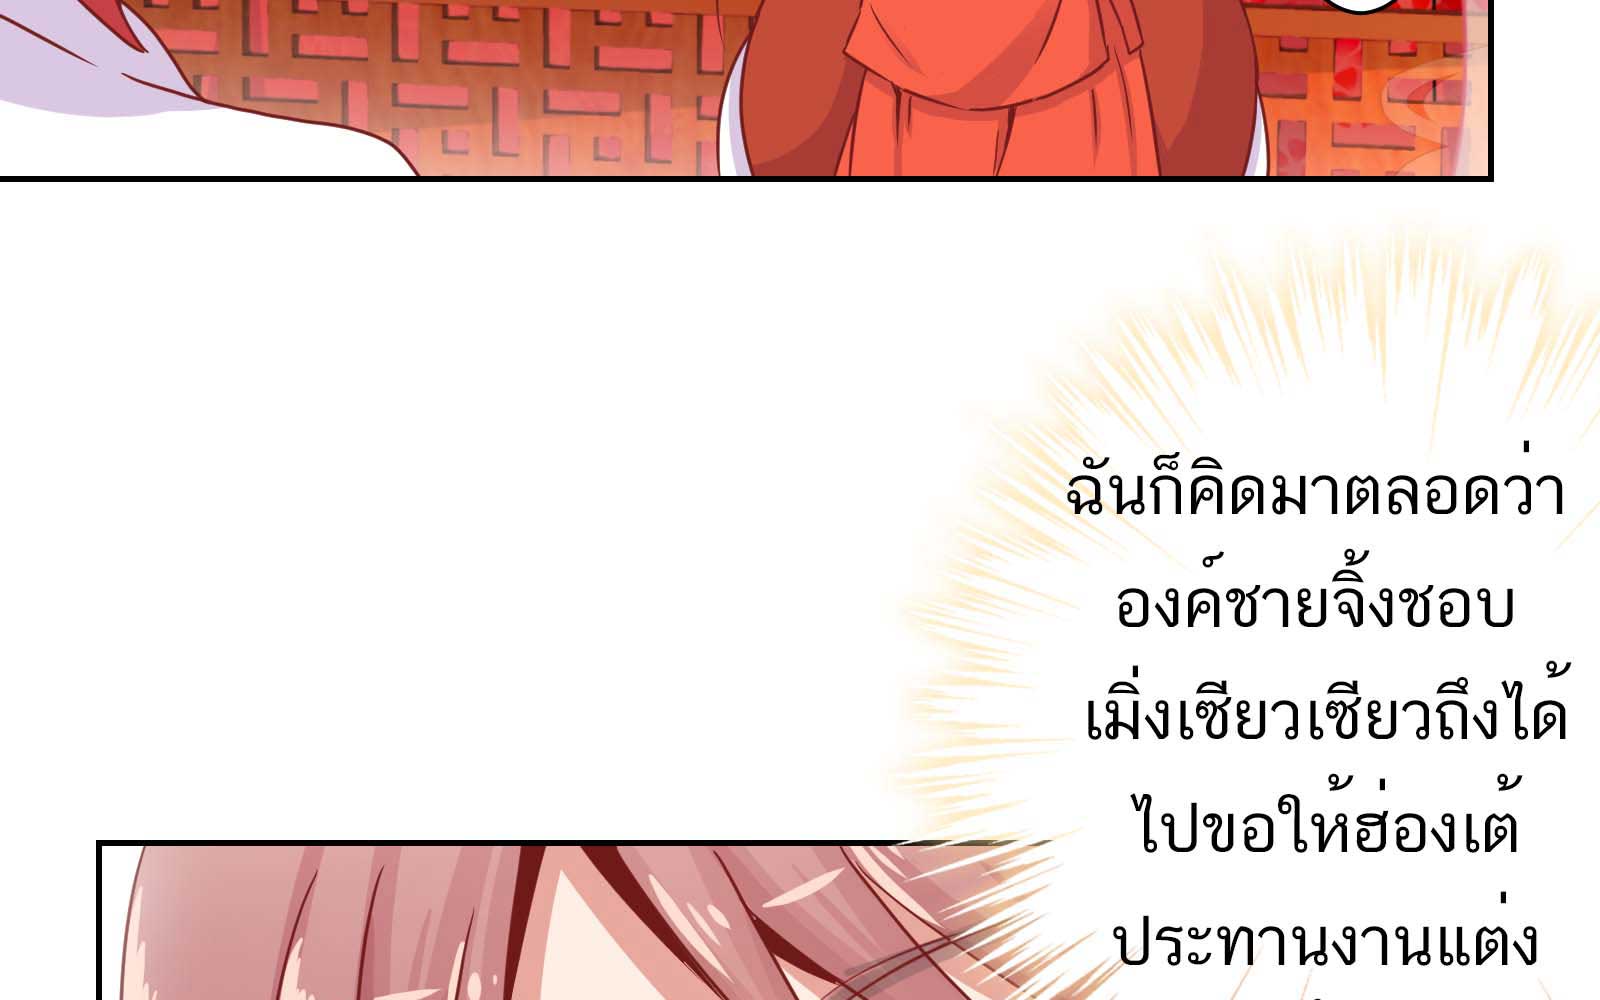 ฉันก็คิดมาตลอดว่า
องค์ชายจิ้งชอบ
เมิ่งเซียวเซียวถึงได้
ไปขอให้ฮ่องเต้
ประทานงานแต่ง